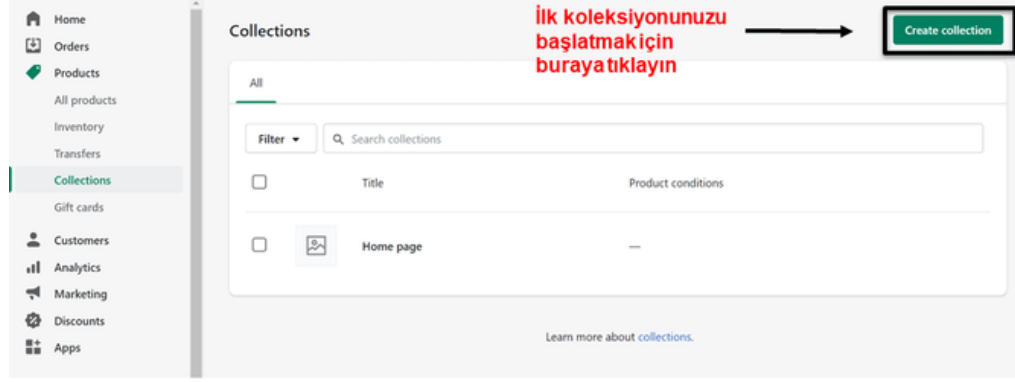 Home
Orders
Products
All products
Inventory
Transfers
Collections
Gift cards
Customers
Analytics
Marketing
Discounts
Apps
Collections
İlk koleksiyonunuzu
başlatmak için
buraya tıklayın
Create collection
All
Filter
Search collections
Title Product conditions
Home page —
Learn more about collections.